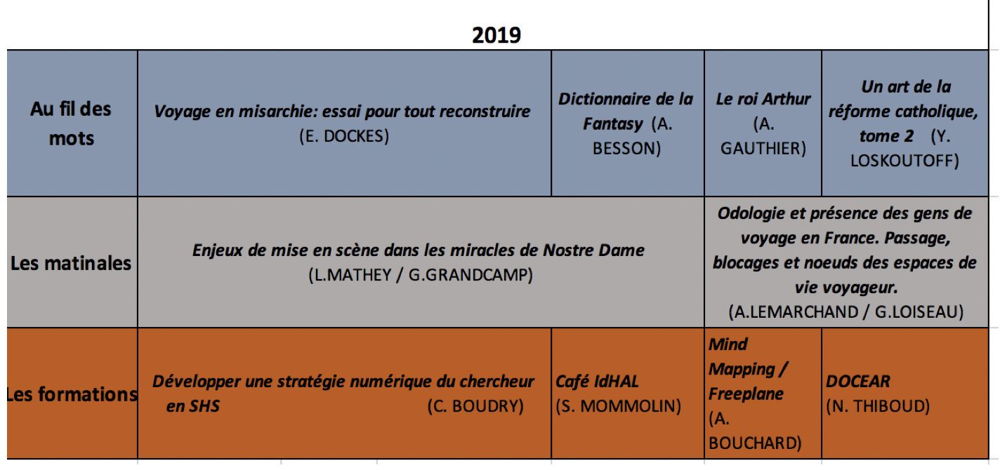 2019
Au fil des
mots
Voyage en misarchie: essai pour tout reconstruire
(E. DOCKES)
Dictionnaire de la
Fantasy (A.
BESSON)
Le roi Arthur
(A.
GAUTHIER)
Un art de la
réforme catholique,
tome 2 (Y.
LOSKOUTOFF)
Les matinales
Enjeux de mise en scène dans les miracles de Nostre Dame
(L.MATHEY / G.GRANDCAMP)
Odologie et présence des gens de
voyage en France. Passage,
blocages et noeuds des espaces de
vie voyageur.
(A.LEMARCHAND / G.LOISEAU)
Les formations
Développer une stratégie numérique du chercheur
en SHS (C. BOUDRY)
Café IdHAL
(S. MOMMOLIN)
Mind
Mapping /
Freeplane
(A.
BOUCHARD)
DOCEAR
(N. THIBOUD)